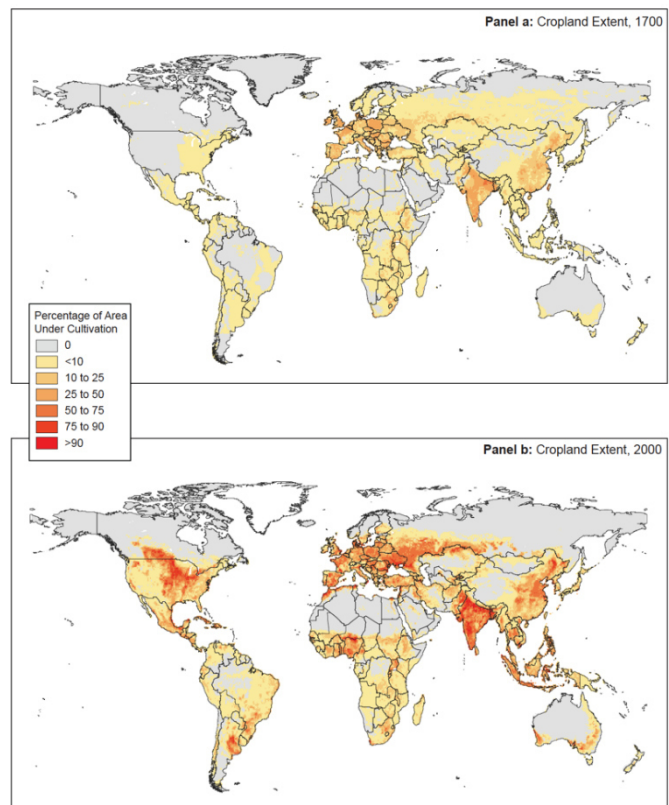 Panel a: Cropland Extent, 1700
Percentage of Area
Under Cultivation
0
<10
10 to 25
25 to 50
50 to 75
75 to 90
>90
Panel b: Cropland Extent, 2000